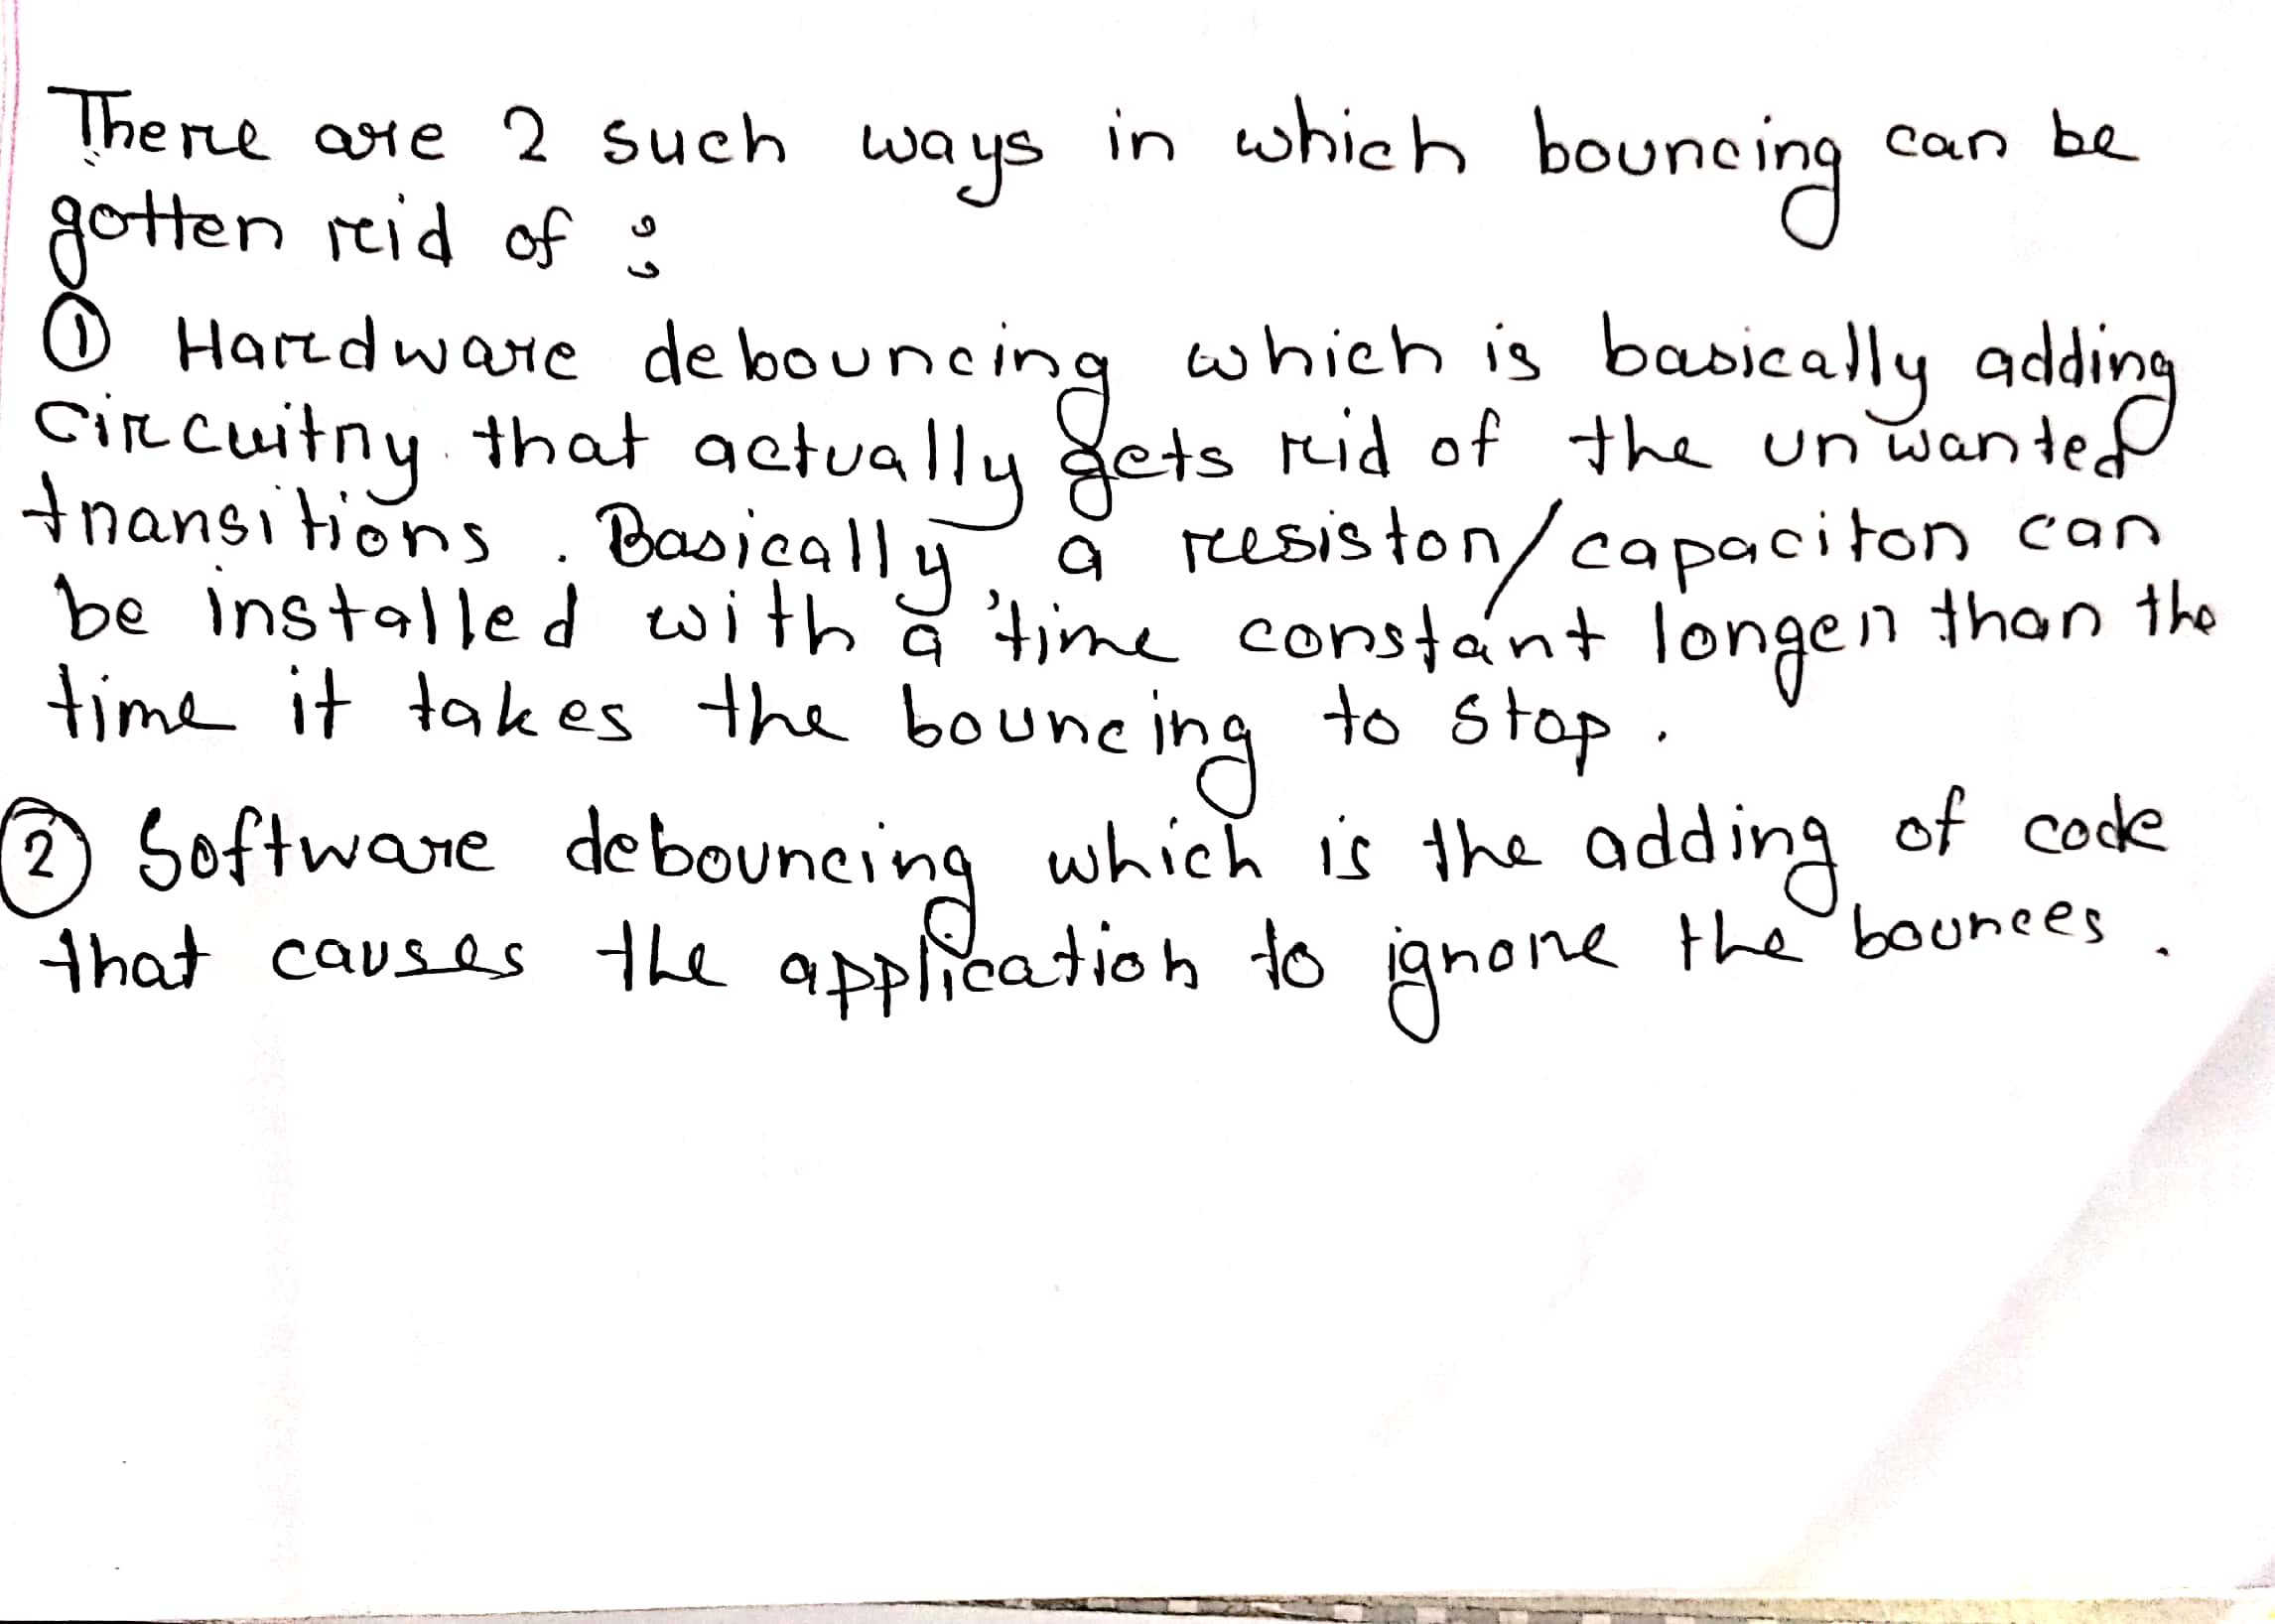 There are 2 such ways in which bouncing can be
gotten rid of :
① Hardware debouncing which is basically adding
circuitry that actually gets rid of the unwanted
transitions. Basically, a resistor/capacitor can
be installed with a time constant longer than the
time it takes the bouncing to stop.
② Software debouncing which is the adding of code
that causes the application to ignore the bounces.